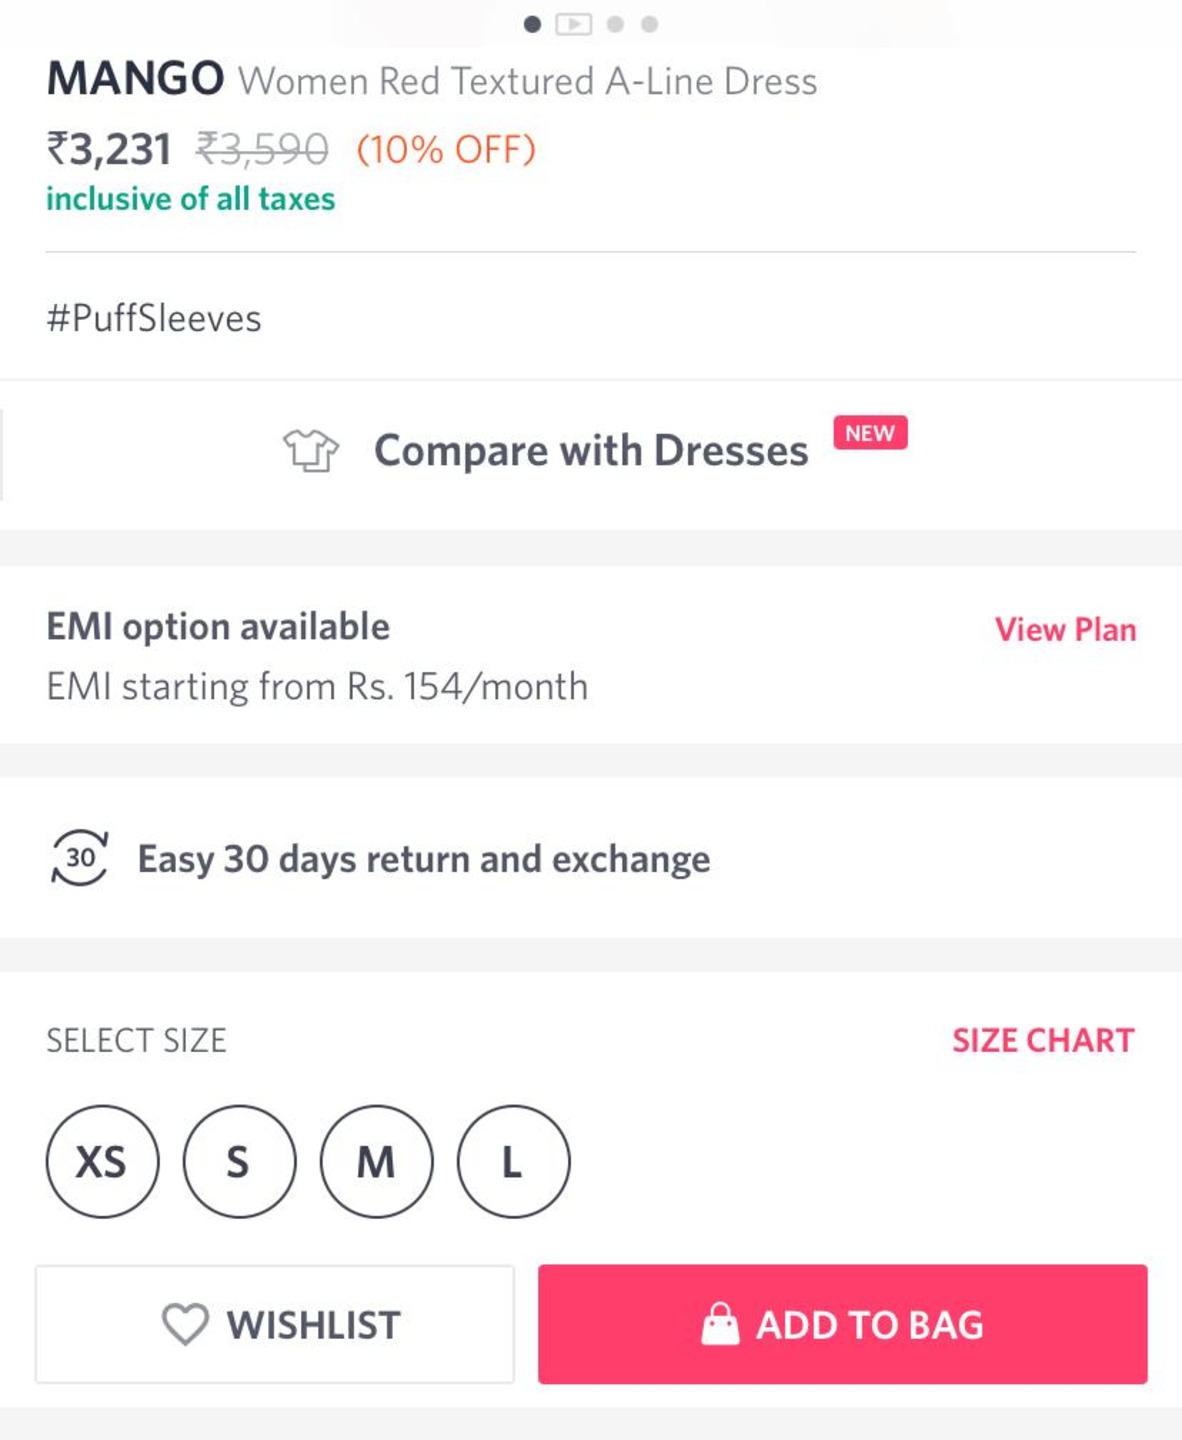 MANGO Women Red Textured A-Line Dress
₹3,231 ₹3,590 (10% OFF)
inclusive of all taxes
#PuffSleeves
Compare with Dresses NEW
EMI option available View Plan
EMI starting from Rs. 154/month
30 Easy 30 days return and exchange
SELECT SIZE SIZE CHART
XS S M L
WISHLIST ADD TO BAG